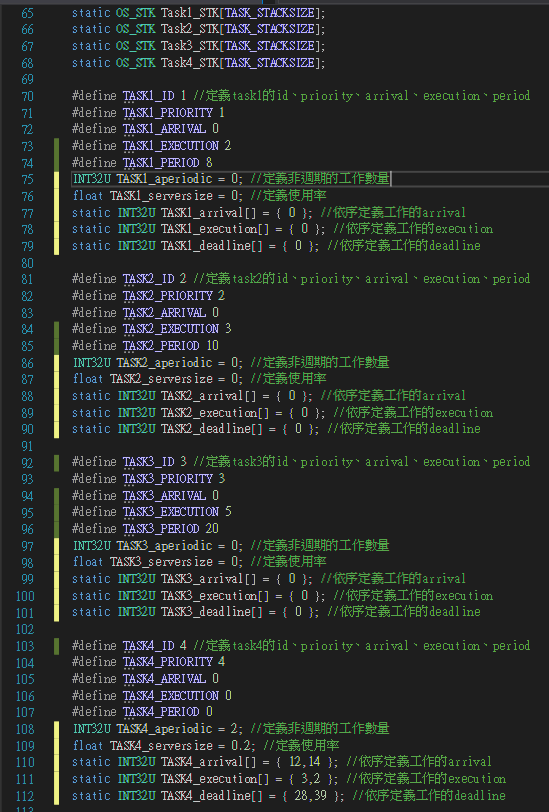 65 static OS_STK Task1_STK[TASK_STACKSIZE];
66 static OS_STK Task2_STK[TASK_STACKSIZE];
67 static OS_STK Task3_STK[TASK_STACKSIZE];
68 static OS_STK Task4_STK[TASK_STACKSIZE];
69
70 #define TASK1_ID 1 //定義task1的id、priority、arrival、execution、period
71 #define TASK1_PRIORITY 1
72 #define TASK1_ARRIVAL 0
73 #define TASK1_EXECUTION 2
74 #define TASK1_PERIOD 8
75 INT32U TASK1_aperiodic = 0; //定義非週期的工作數量
76 float TASK1_serversize = 0; //定義使用率
77 static INT32U TASK1_arrival[] = { 0 }; //依序定義工作的arrival
78 static INT32U TASK1_execution[] = { 0 }; //依序定義工作的execution
79 static INT32U TASK1_deadline[] = { 0 }; //依序定義工作的deadline
80
81 #define TASK2_ID 2 //定義task2的id、priority、arrival、execution、period
82 #define TASK2_PRIORITY 2
83 #define TASK2_ARRIVAL 0
84 #define TASK2_EXECUTION 3
85 #define TASK2_PERIOD 10
86 INT32U TASK2_aperiodic = 0; //定義非週期的工作數量
87 float TASK2_serversize = 0; //定義使用率
88 static INT32U TASK2_arrival[] = { 0 }; //依序定義工作的arrival
89 static INT32U TASK2_execution[] = { 0 }; //依序定義工作的execution
90 static INT32U TASK2_deadline[] = { 0 }; //依序定義工作的deadline
91
92 #define TASK3_ID 3 //定義task3的id、priority、arrival、execution、period
93 #define TASK3_PRIORITY 3
94 #define TASK3_ARRIVAL 0
95 #define TASK3_EXECUTION 5
96 #define TASK3_PERIOD 20
97 INT32U TASK3_aperiodic = 0; //定義非週期的工作數量
98 float TASK3_serversize = 0; //定義使用率
99 static INT32U TASK3_arrival[] = { 0 }; //依序定義工作的arrival
100 static INT32U TASK3_execution[] = { 0 }; //依序定義工作的execution
101 static INT32U TASK3_deadline[] = { 0 }; //依序定義工作的deadline
102
103 #define TASK4_ID 4 //定義task4的id、priority、arrival、execution、period
104 #define TASK4_PRIORITY 4
105 #define TASK4_ARRIVAL 0
106 #define TASK4_EXECUTION 0
107 #define TASK4_PERIOD 0
108 INT32U TASK4_aperiodic = 2; //定義非週期的工作數量
109 float TASK4_serversize = 0.2; //定義使用率
110 static INT32U TASK4_arrival[] = { 12,14 }; //依序定義工作的arrival
111 static INT32U TASK4_execution[] = { 3,2 }; //依序定義工作的execution
112 static INT32U TASK4_deadline[] = { 28,39 }; //依序定義工作的deadline